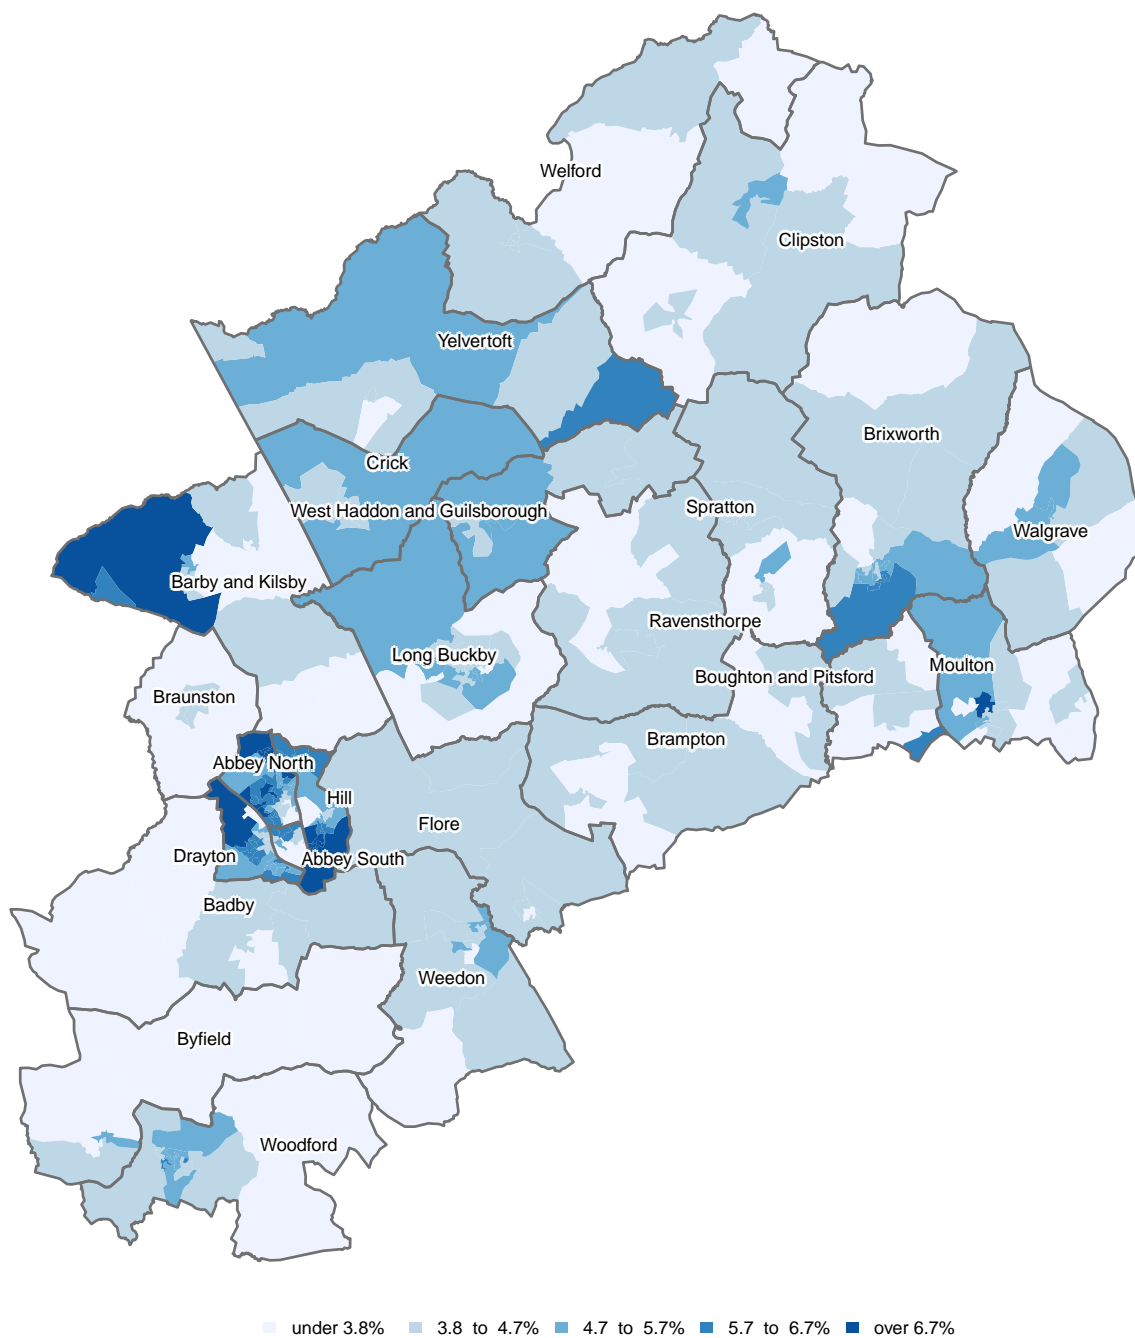 Welford
Clipston
Yelvertoft
Brixworth
Crick
West Haddon and Guilsborough
Spratton
Walgrave
Barby and Kilsby
Ravensthorpe
Long Buckby
Moulton
Boughton and Pitsford
Braunston
Brampton
Abbey North
Hill
Flore
Drayton
Abbey South
Badby
Weedon
Byfield
Woodford
under 3.8% 3.8 to 4.7% 4.7 to 5.7% 5.7 to 6.7% over 6.7%